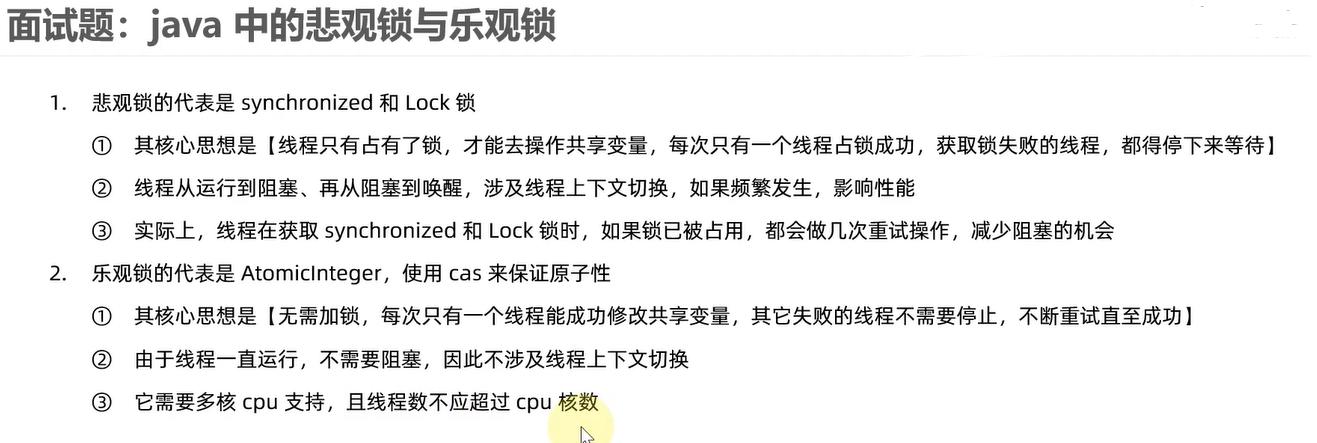 面试题：java 中的悲观锁与乐观锁
1. 悲观锁的代表是 synchronized 和 Lock 锁
① 其核心思想是【线程只有占有了锁，才能去操作共享变量，每次只有一个线程占锁成功，获取锁失败的线程，都得停下来等待】
② 线程从运行到阻塞、再从阻塞到唤醒，涉及线程上下文切换，如果频繁发生，影响性能
③ 实际上，线程在获取 synchronized 和 Lock 锁时，如果锁已被占用，都会做几次重试操作，减少阻塞的机会
2. 乐观锁的代表是 AtomicInteger，使用 cas 来保证原子性
① 其核心思想是【无需加锁，每次只有一个线程能成功修改共享变量，其它失败的线程不需要停止，不断重试直至成功】
② 由于线程一直运行，不需要阻塞，因此不涉及线程上下文切换
③ 它需要多核 cpu 支持，且线程数不应超过 cpu 核数